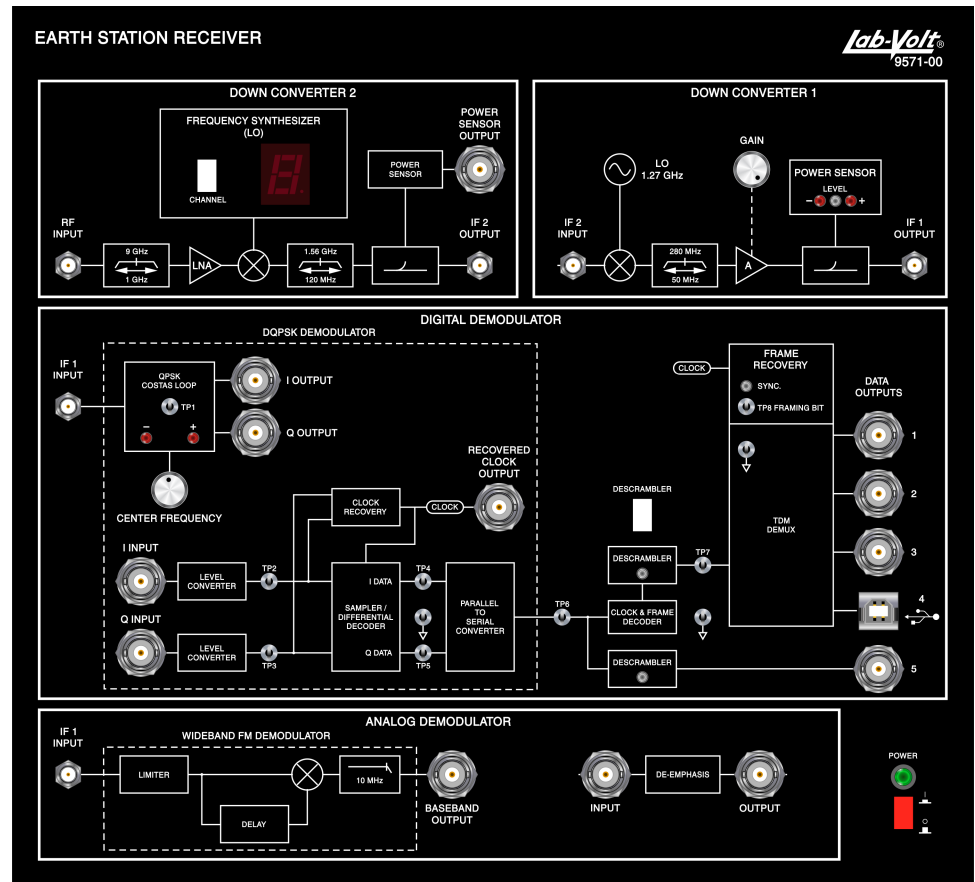 EARTH STATION RECEIVER
Lab-Volt®
9571-00
DOWN CONVERTER 2
FREQUENCY SYNTHESIZER
(LO)
CHANNEL
8.
POWER
SENSOR
OUTPUT
POWER
SENSOR
RF
INPUT
9 GHz
1 GHz
LNA
1.56 GHz
120 MHz
IF 2
OUTPUT
DOWN CONVERTER 1
LO
1.27 GHz
GAIN
POWER SENSOR
LEVEL
− +
IF 2
INPUT
280 MHz
50 MHz
A
IF 1
OUTPUT
DIGITAL DEMODULATOR
DQPSK DEMODULATOR
IF 1
INPUT
QPSK
COSTAS LOOP
TP1
− +
CENTER FREQUENCY
I OUTPUT
Q OUTPUT
RECOVERED
CLOCK
OUTPUT
CLOCK
RECOVERY
CLOCK
I INPUT
LEVEL
CONVERTER
TP2
Q INPUT
LEVEL
CONVERTER
TP3
I DATA
SAMPLER /
DIFFERENTIAL
DECODER
Q DATA
TP4
TP5
PARALLEL
TO
SERIAL
CONVERTER
TP6
DESCRAMBLER
DESCRAMBLER
CLOCK & FRAME
DECODER
DESCRAMBLER
TP7
CLOCK
FRAME
RECOVERY
SYNC.
TP8 FRAMING BIT
TDM
DEMUX
DATA
OUTPUTS
1
2
3
4
5
ANALOG DEMODULATOR
WIDEBAND FM DEMODULATOR
IF 1
INPUT
LIMITER
DELAY
10 MHz
BASEBAND
OUTPUT
INPUT
DE-EMPHASIS
OUTPUT
POWER
I
O